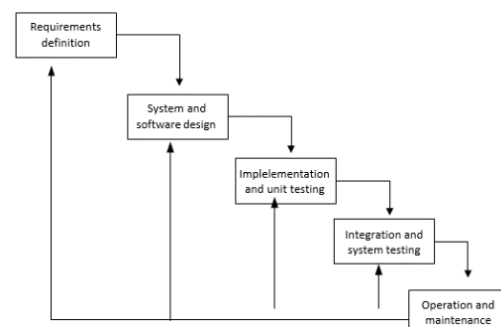 Requirements
definition
System and
software design
Implelementation
and unit testing
Integration and
system testing
Operation and
maintenance